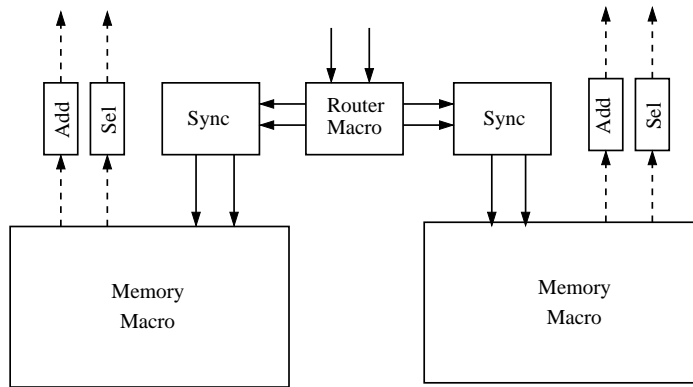 Add
Sel
Sync
Router
Macro
Sync
Add
Sel
Memory
Macro
Memory
Macro